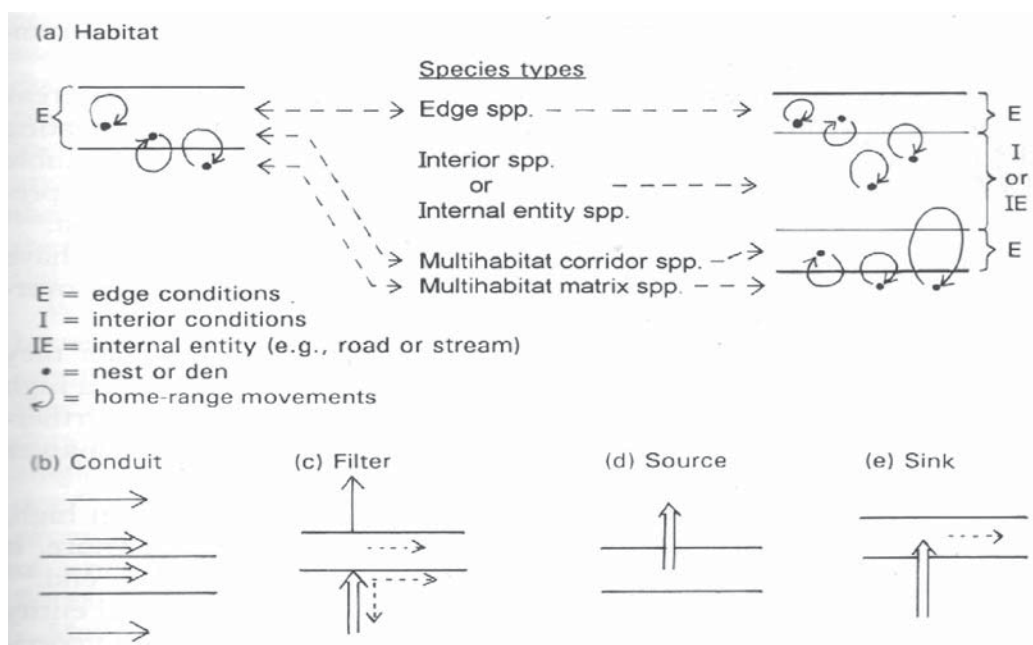 (a) Habitat
Species types
E
Edge spp.
E
Interior spp.
or
Internal entity spp.
I
or
IE
Multihabitat corridor spp.
E
Multihabitat matrix spp.
E = edge conditions
I = interior conditions
IE = internal entity (e.g., road or stream)
• = nest or den
= home-range movements
(b) Conduit
(c) Filter
(d) Source
(e) Sink